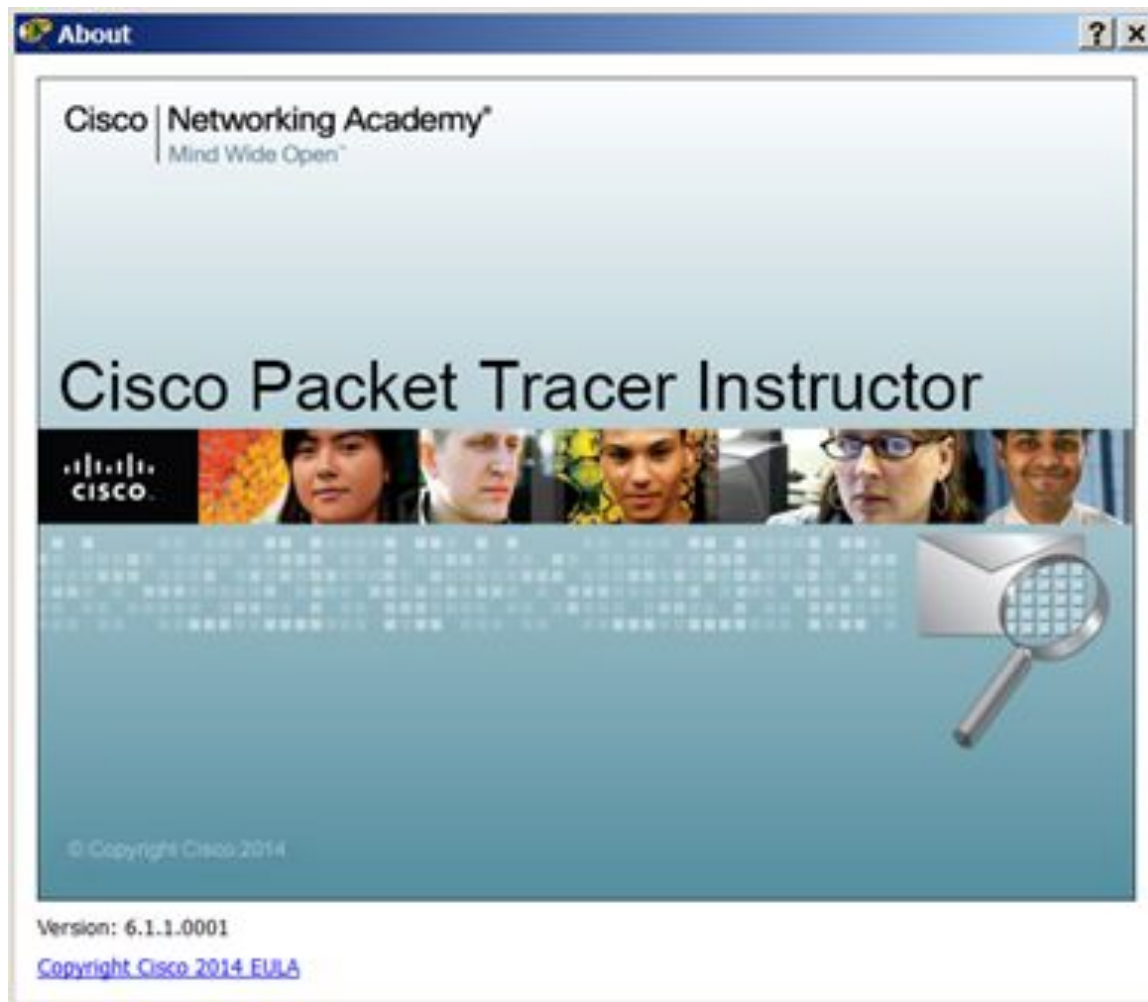 About
Cisco | Networking Academy®
Mind Wide Open™
Cisco Packet Tracer Instructor
CISCO.
© Copyright Cisco 2014
Version: 6.1.1.0001
Copyright Cisco 2014 EULA